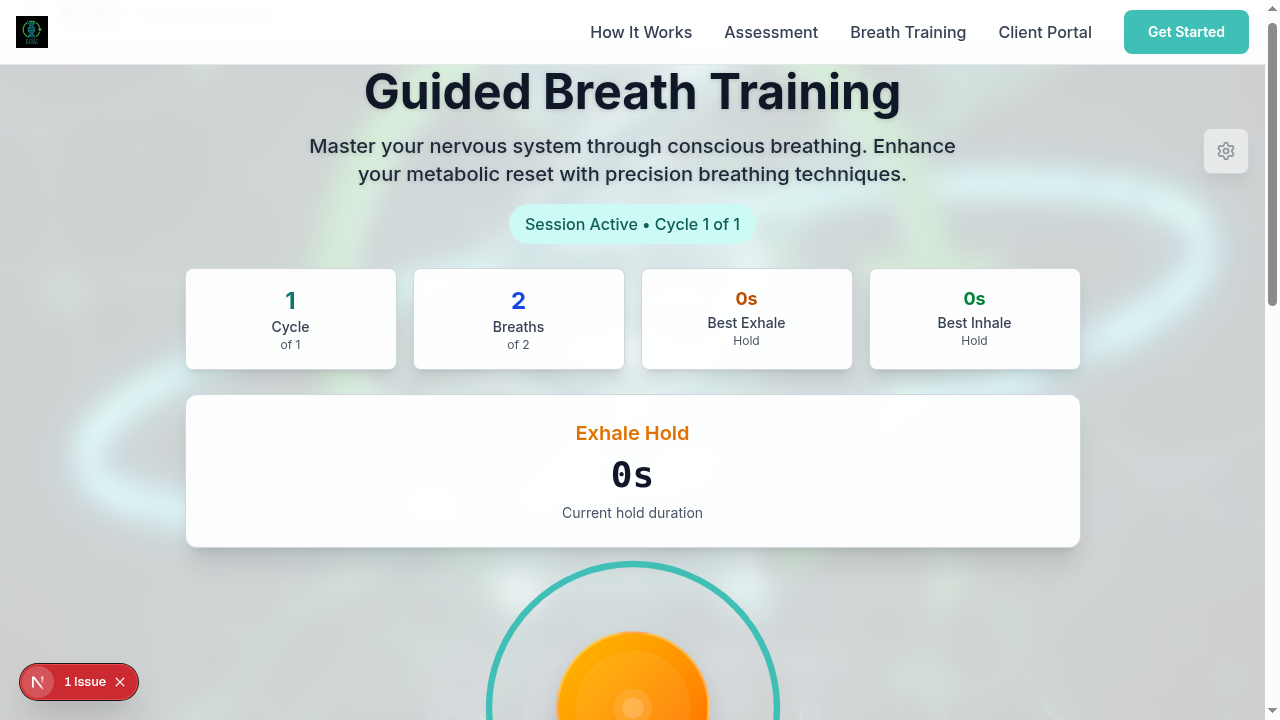 How It Works
Assessment
Breath Training
Client Portal
Get Started
Guided Breath Training
Master your nervous system through conscious breathing. Enhance
your metabolic reset with precision breathing techniques.
Session Active • Cycle 1 of 1
1
Cycle
of 1
2
Breaths
of 2
0s
Best Exhale
Hold
0s
Best Inhale
Hold
Exhale Hold
0s
Current hold duration
N
1 Issue